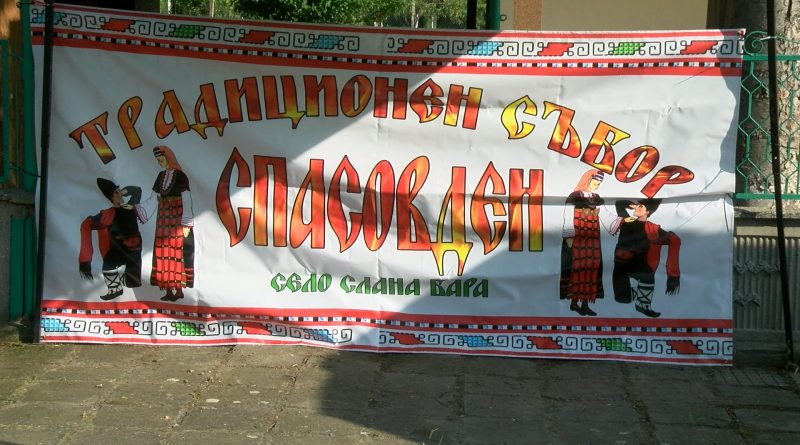 ТРАДИЦИОНЕН СЪБОР
СПАСОВДЕН
СЕЛО СЛАНА БАРА